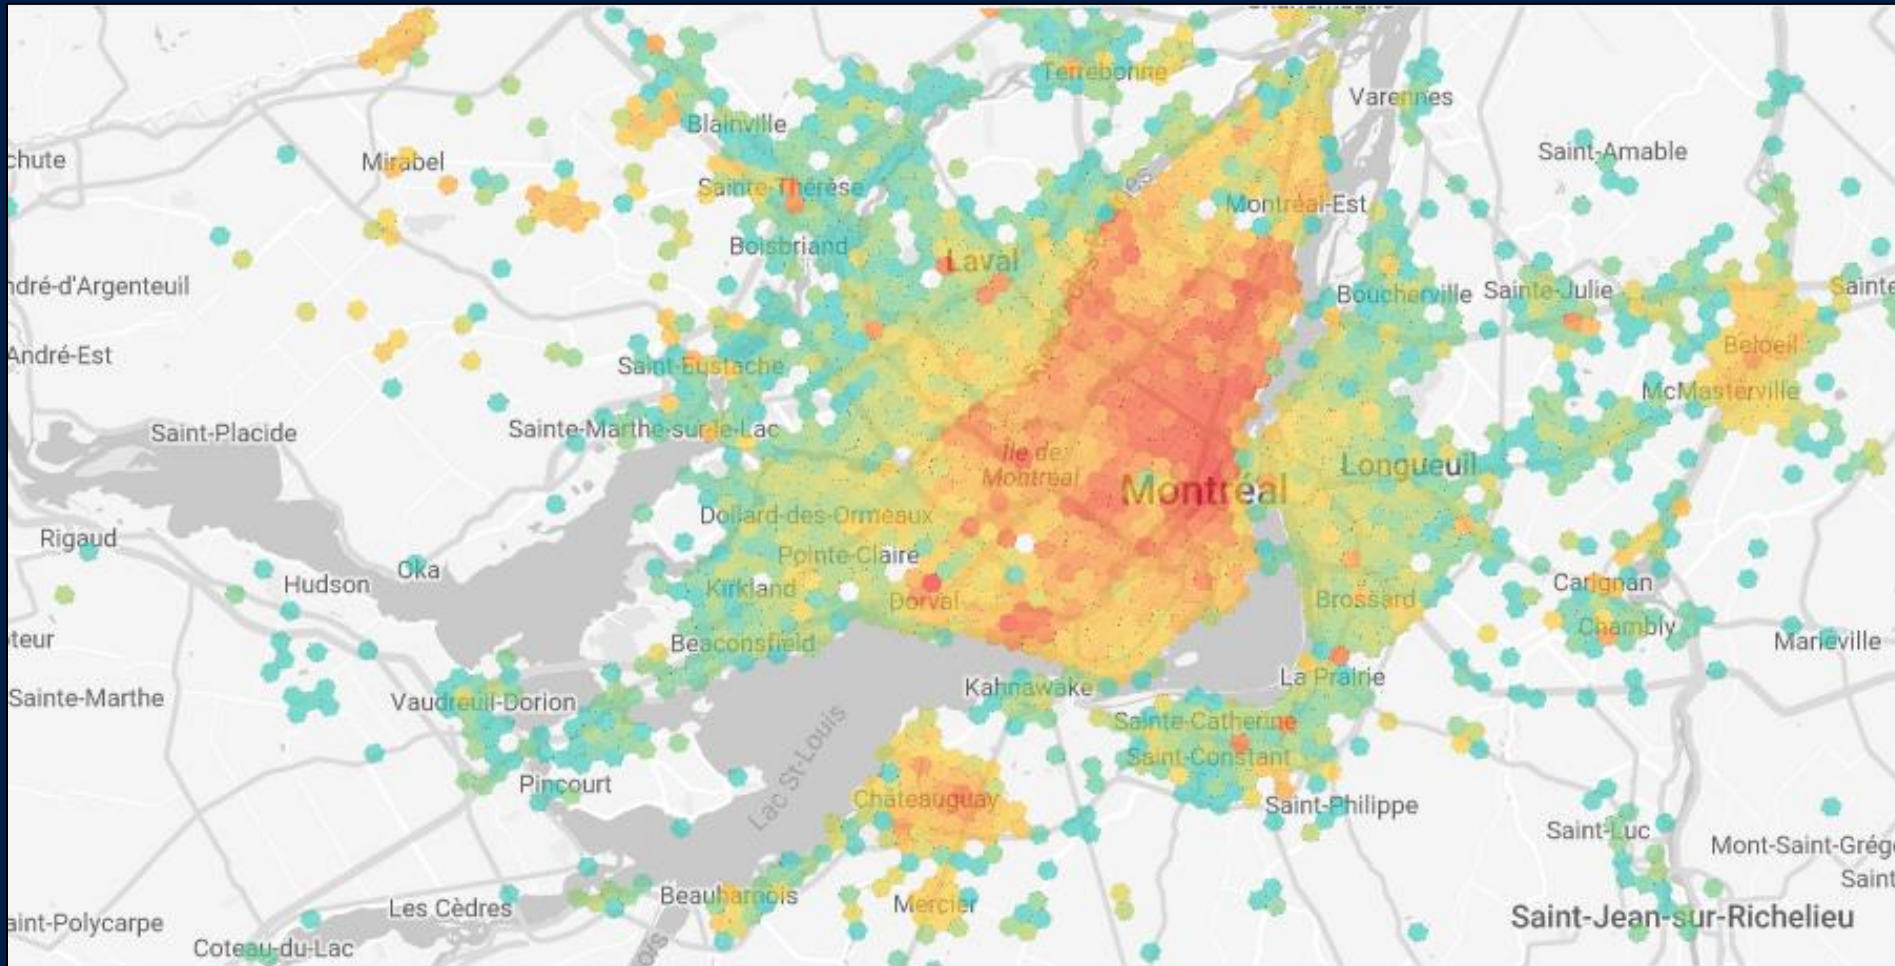 Terrebonne
Varennes
Blainville
chute
Mirabel
Saint-Amable
Sainte-Thérèse
Montréal-Est
Boisbriand
Laval
ndré-d'Argenteuil
Boucherville
Sainte-Julie
Sainte
André-Est
Saint-Eustache
Beloeil
McMasterville
Saint-Placide
Sainte-Marthe-sur-le-Lac
Île de
Montréal
Montréal
Longueuil
Dollard-des-Ormeaux
Rigaud
Pointe-Claire
Oka
Hudson
Kirkland
Dorval
Brossard
Carignan
Chambly
oteur
Beaconsfield
Marieville
Sainte-Marthe
Vaudreuil-Dorion
Kahnawake
La Prairie
Sainte-Catherine
Saint-Constant
Lac St-Louis
Pincourt
Châteauguay
Saint-Philippe
Saint-Luc
Mont-Saint-Grég
Saint
Beauharnois
Les Cèdres
Mercier
Saint-Jean-sur-Richelieu
aint-Polycarpe
Coteau-du-Lac
ois